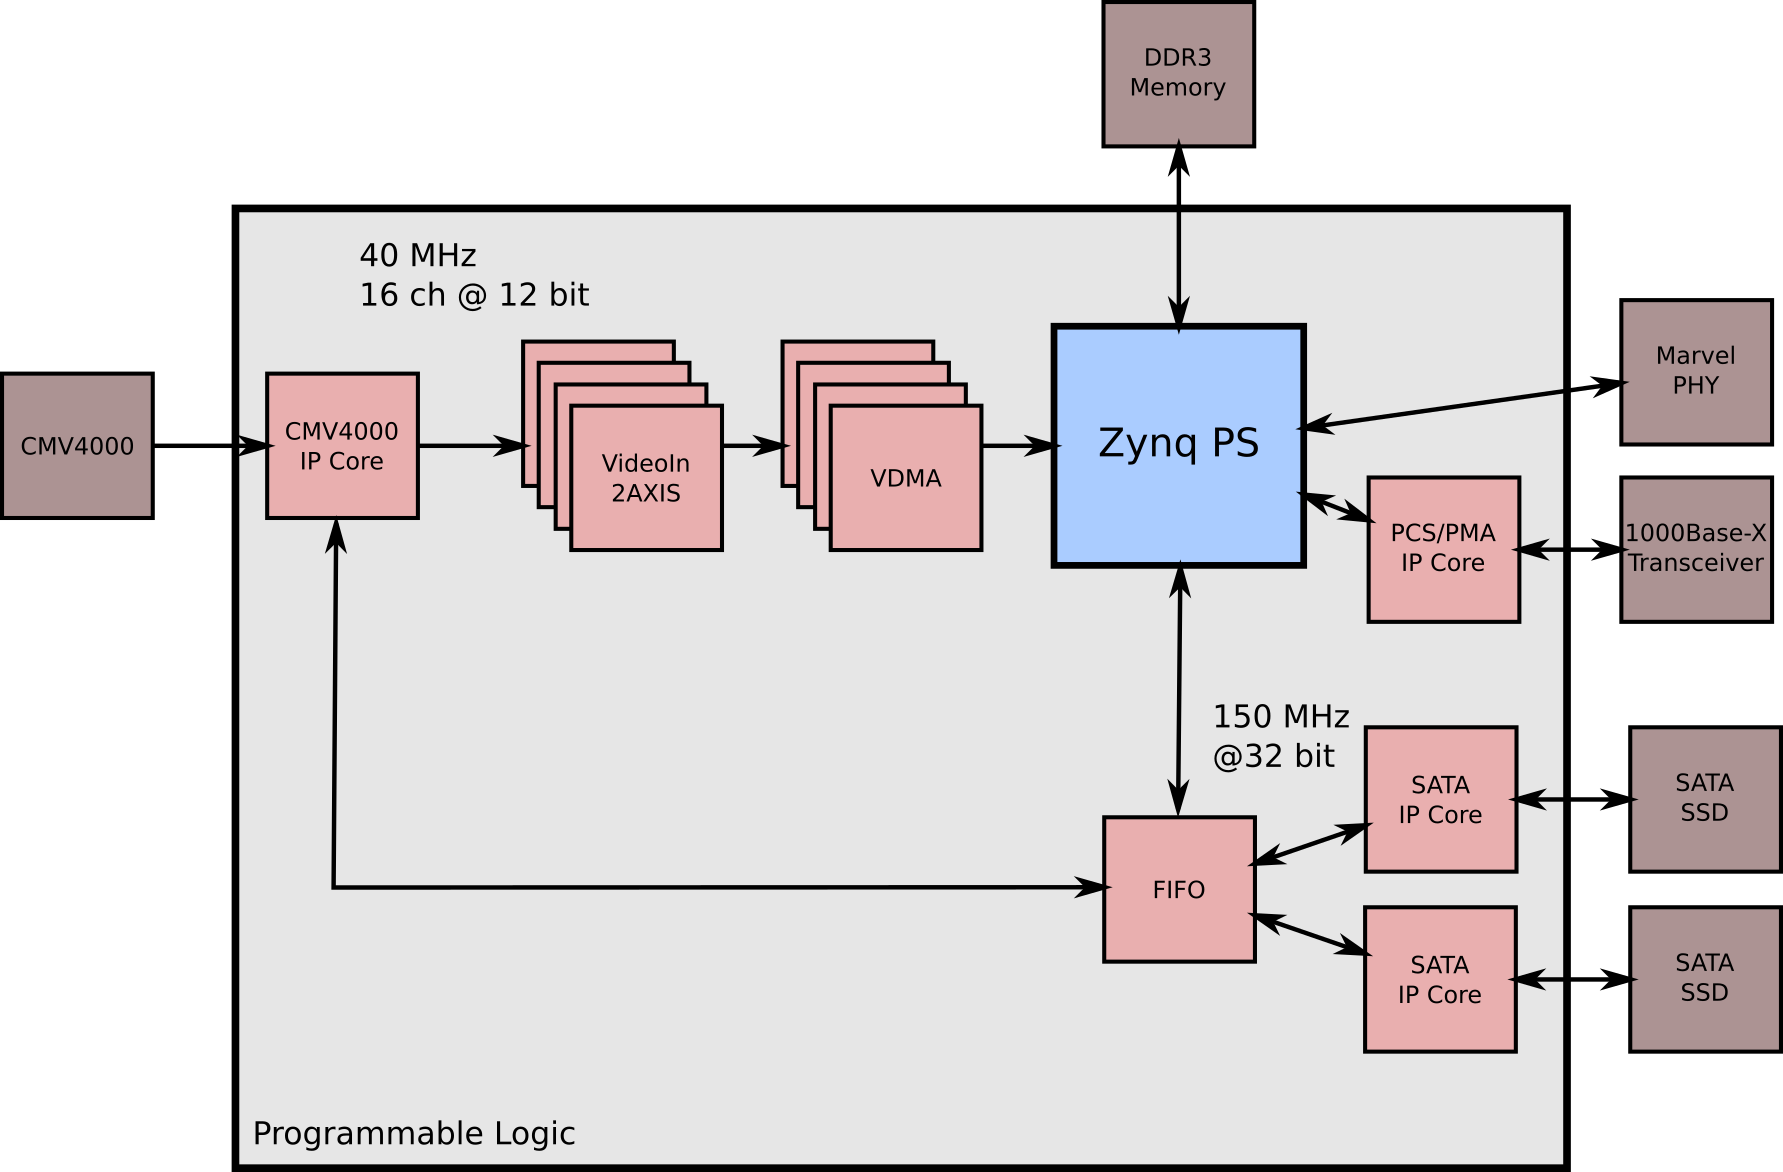 DDR3
Memory
40 MHz
16 ch @ 12 bit
CMV4000
CMV4000
IP Core
VideoIn
2AXIS
VDMA
Zynq PS
Marvel
PHY
PCS/PMA
IP Core
1000Base-X
Transceiver
150 MHz
@32 bit
SATA
IP Core
SATA
SSD
FIFO
SATA
IP Core
SATA
SSD
Programmable Logic